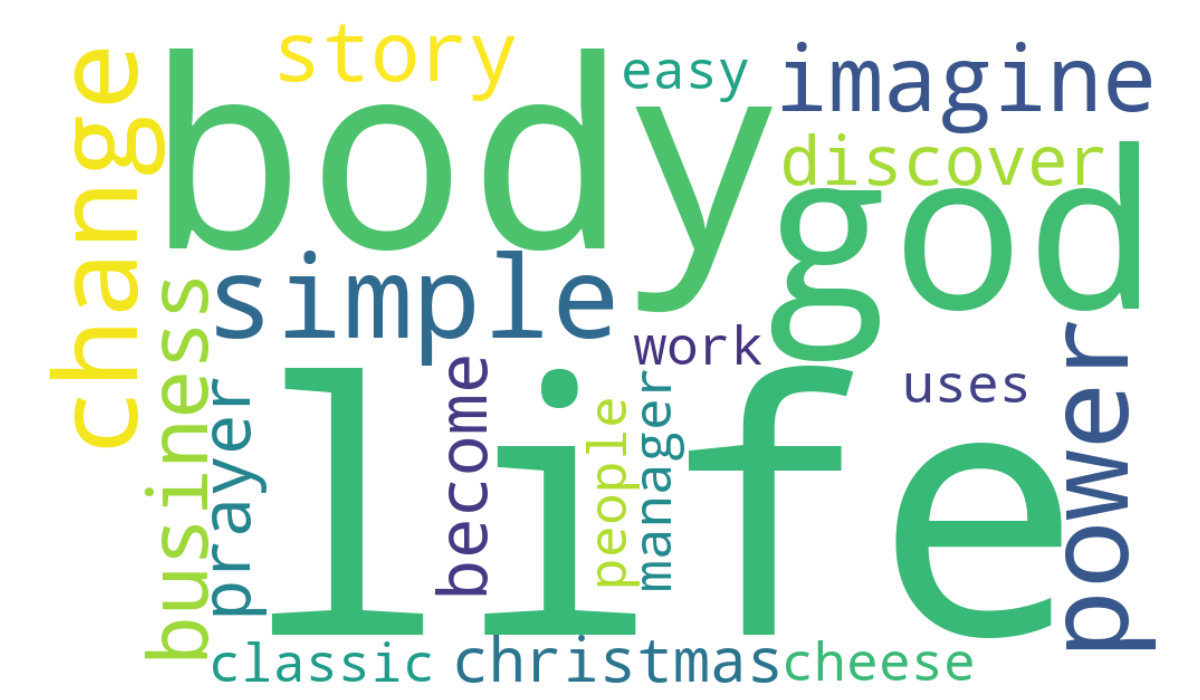 story
easy
imagine
change
body
discover
god
simple
business
work
power
life
uses
become
prayer
manager
people
classic
christmas
cheese